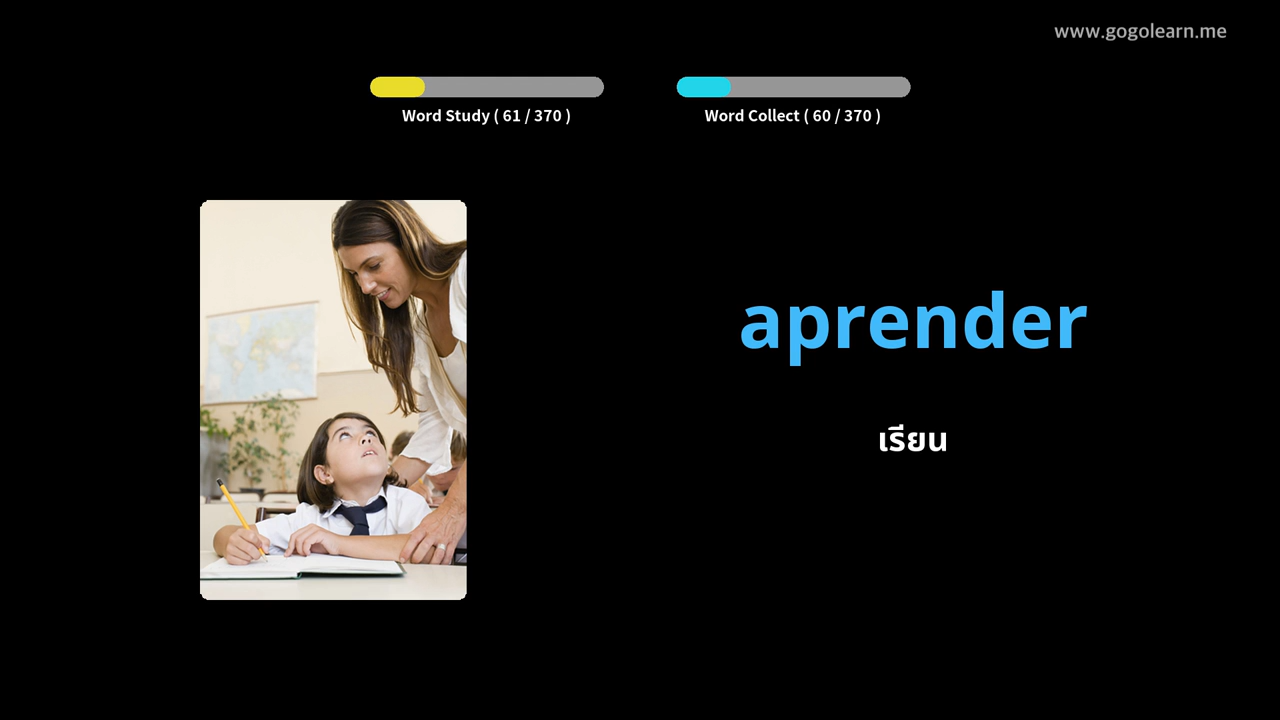 www.gogolearn.me
Word Study ( 61 / 370 )
Word Collect ( 60 / 370 )
aprender
เรียน